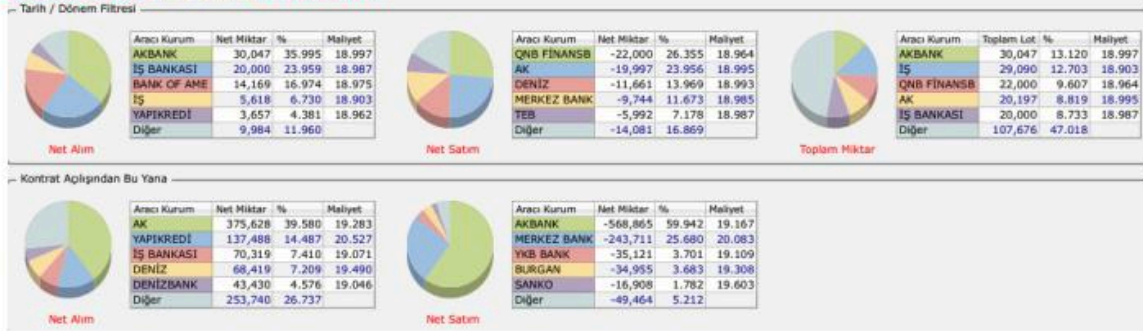 Tarih / Dönem Filtresi
Aracı Kurum Net Miktar % Maliyet
AKBANK 30,047 35.995 18.997
İŞ BANKASI 20,000 23.959 18.987
BANK OF AME 14,169 16.974 18.975
İŞ 5,618 6.730 18.903
YAPIKREDİ 3,657 4.381 18.962
Diğer 9,984 11.960
Net Alım
Aracı Kurum Net Miktar % Maliyet
QNB FİNANSB -22,000 26.355 18.964
AK -19,997 23.956 18.995
DENİZ -11,661 13.969 18.993
MERKEZ BANK -9,744 11.673 18.985
TEB -5,992 7.178 18.987
Diğer -14,081 16.869
Net Satım
Aracı Kurum Toplam Lot % Maliyet
AKBANK 30,047 13.120 18.997
İŞ 29,090 12.703 18.903
QNB FİNANSB 22,000 9.607 18.964
AK 20,197 8.819 18.995
İŞ BANKASI 20,000 8.733 18.987
Diğer 107,676 47.018
Toplam Miktar
Kontrat Açılışından Bu Yana
Aracı Kurum Net Miktar % Maliyet
AK 375,628 39.580 19.283
YAPIKREDİ 137,488 14.487 20.527
İŞ BANKASI 70,319 7.410 19.071
DENİZ 68,419 7.209 19.490
DENİZBANK 43,430 4.576 19.046
Diğer 253,740 26.737
Net Alım
Aracı Kurum Net Miktar % Maliyet
AKBANK -568,865 59.942 19.167
MERKEZ BANK -243,711 25.680 20.083
YKB BANK -35,121 3.701 19.109
BURGAN -34,955 3.683 19.308
SANKO -16,908 1.782 19.603
Diğer -49,464 5.212
Net Satım